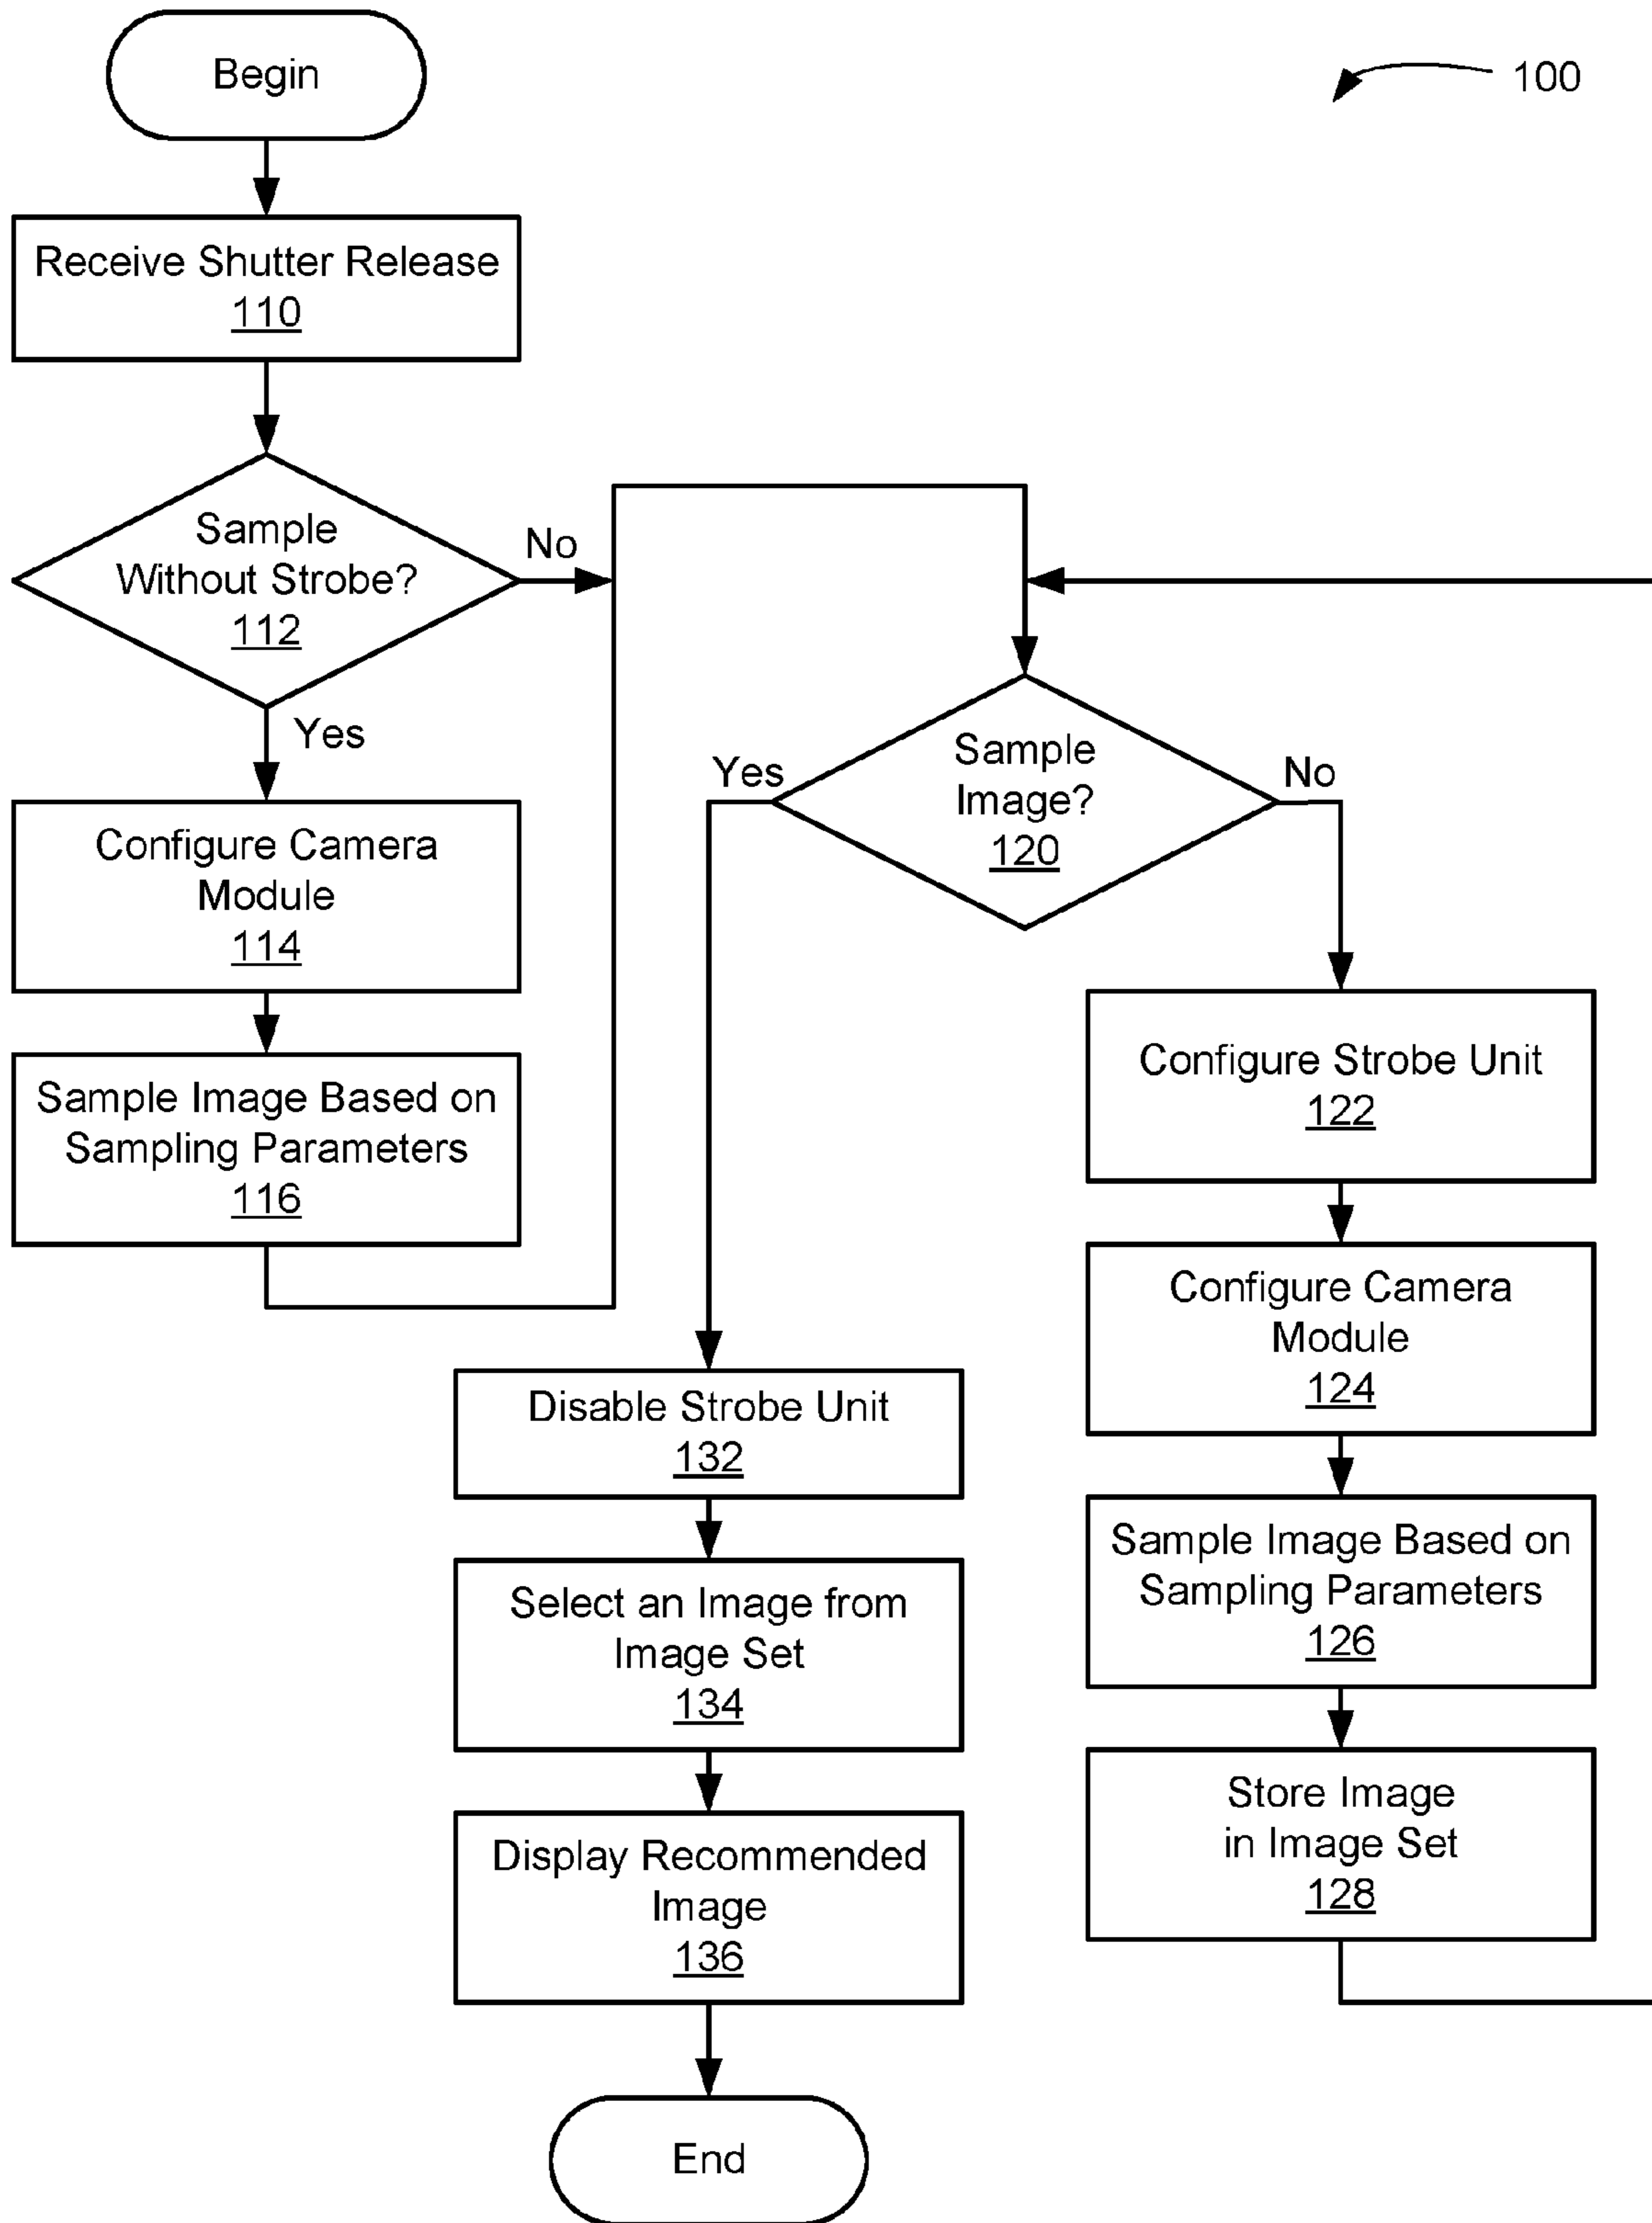 Begin
100
Receive Shutter Release
110
Sample
Without Strobe?
112
No
Yes
Configure Camera
Module
114
Sample Image Based on
Sampling Parameters
116
Sample
Image?
120
Yes
No
Configure Strobe Unit
122
Configure Camera
Module
124
Sample Image Based on
Sampling Parameters
126
Store Image
in Image Set
128
Disable Strobe Unit
132
Select an Image from
Image Set
134
Display Recommended
Image
136
End